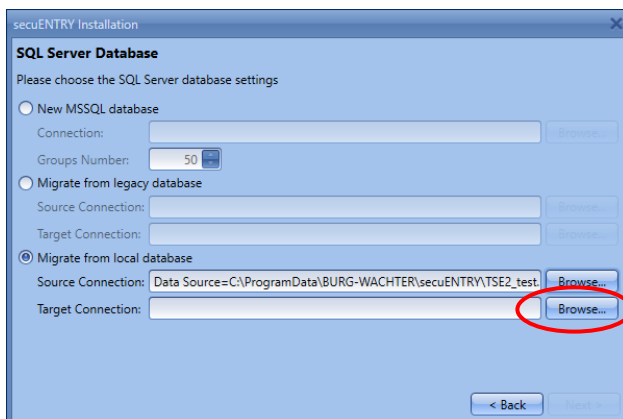 secuENTRY Installation
SQL Server Database
Please choose the SQL Server database settings
New MSSQL database
Connection: Browse...
Groups Number: 50
Migrate from legacy database
Source Connection: Browse...
Target Connection: Browse...
Migrate from local database
Source Connection: Data Source=C:\ProgramData\BURG-WACHTER\secuENTRY\TSE2_test. Browse...
Target Connection: Browse...
< Back Next >